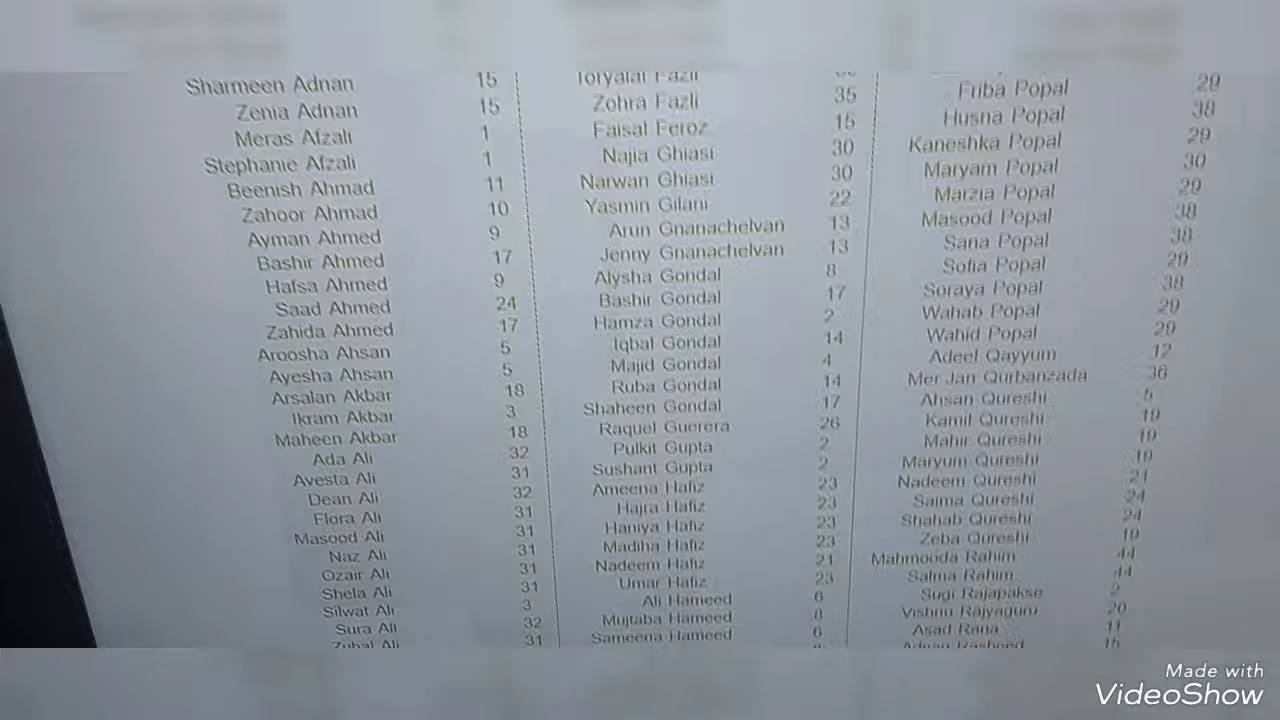 Sharmeen Adnan 15
Zenia Adnan 15
Meras Afzali 1
Stephanie Afzali 1
Beenish Ahmad 11
Zahoor Ahmad 10
Ayman Ahmed 9
Bashir Ahmed 17
Hafsa Ahmed 9
Saad Ahmed 24
Zahida Ahmed 17
Aroosha Ahsan 5
Ayesha Ahsan 5
Arsalan Akbar 18
Ikram Akbar 3
Maheen Akbar 18
Ada Ali 32
Avesta Ali 31
Dean Ali 32
Flora Ali 31
Masood Ali 31
Naz Ali 31
Ozair Ali 31
Shela Ali 31
Silwat Ali 3
Sura Ali 32
Zuhal Ali 31
Toryalai Fazli
Zohra Fazli 35
Faisal Feroz 15
Najia Ghiasi 30
Narwan Ghiasi 30
Yasmin Gilani 22
Arun Gnanachelvan 13
Jenny Gnanachelvan 13
Alysha Gondal 8
Bashir Gondal 17
Hamza Gondal 2
Iqbal Gondal 14
Majid Gondal 4
Ruba Gondal 14
Shaheen Gondal 17
Raquel Guerera 26
Pulkit Gupta 2
Sushant Gupta 2
Ameena Hafiz 23
Hajra Hafiz 23
Haniya Hafiz 23
Madiha Hafiz 23
Nadeem Hafiz 21
Umar Hafiz 23
Ali Hameed 6
Mujtaba Hameed 8
Sameena Hameed 6
Friba Popal 29
Husna Popal 38
Kaneshka Popal 29
Maryam Popal 30
Marzia Popal 29
Masood Popal 38
Sana Popal 38
Sofia Popal 29
Soraya Popal 38
Wahab Popal 29
Wahid Popal 29
Adeel Qayyum 12
Mer Jan Qurbanzada 36
Ahsan Qureshi 5
Kamil Qureshi 19
Mahir Qureshi 19
Maryum Qureshi 19
Nadeem Qureshi 21
Saima Qureshi 24
Shahab Qureshi 24
Zeba Qureshi 19
Mahmooda Rahim 44
Salma Rahim 44
Sugi Rajapakse 2
Vishnu Rajyaguru 20
Asad Rana 11
Adnan Rasheed 15
Made with
VideoShow